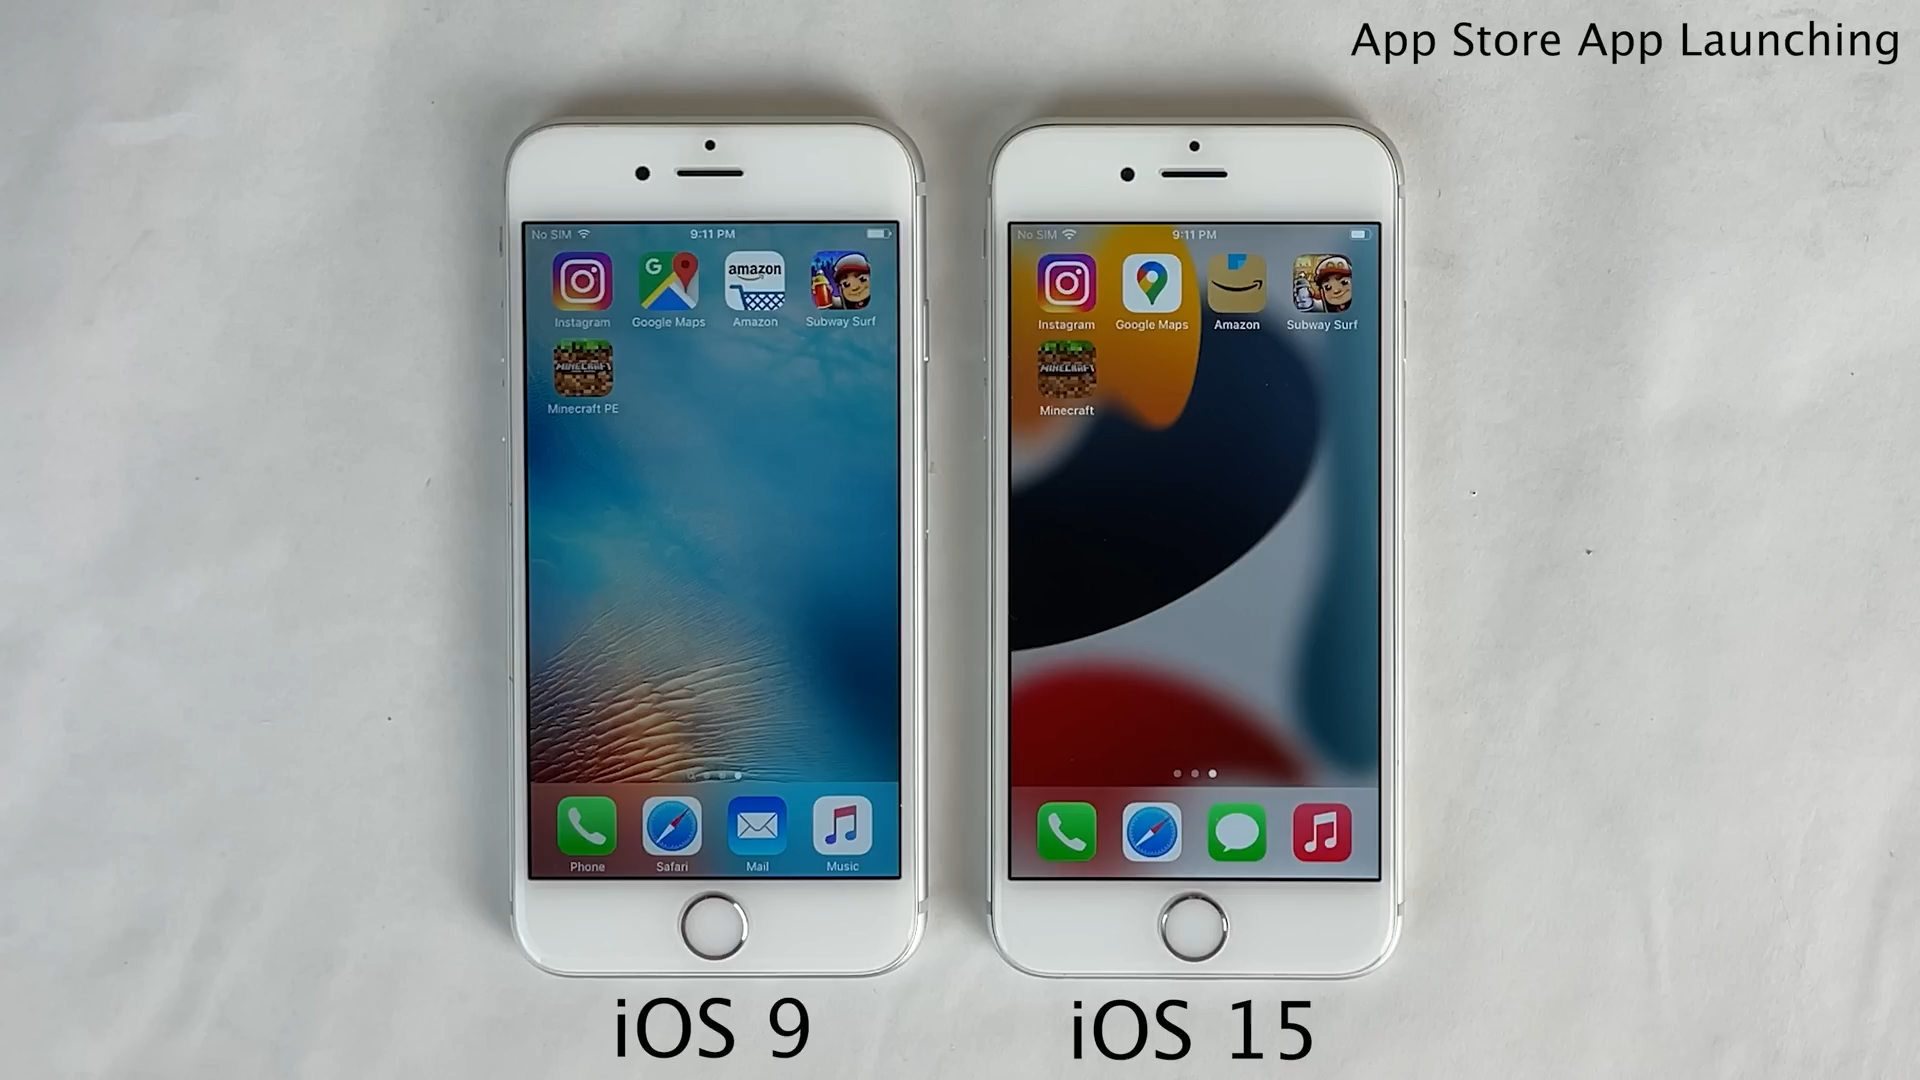 App Store App Launching
No SIM 9:11 PM
G
amazon
Instagram Google Maps Amazon Subway Surf
MINECRAFT
Minecraft PE
Phone Safari Mail Music
No SIM 9:11 PM
Instagram Google Maps Amazon Subway Surf
MINECRAFT
Minecraft
iOS 9
iOS 15